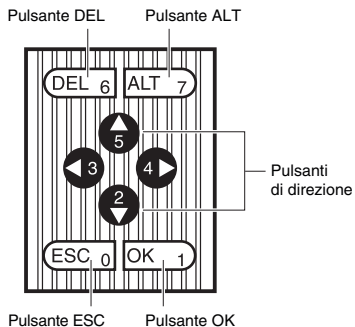 Pulsante DEL Pulsante ALT
DEL 6 ALT 7
5
3 4
2
Pulsanti
di direzione
ESC 0 OK 1
Pulsante ESC Pulsante OK